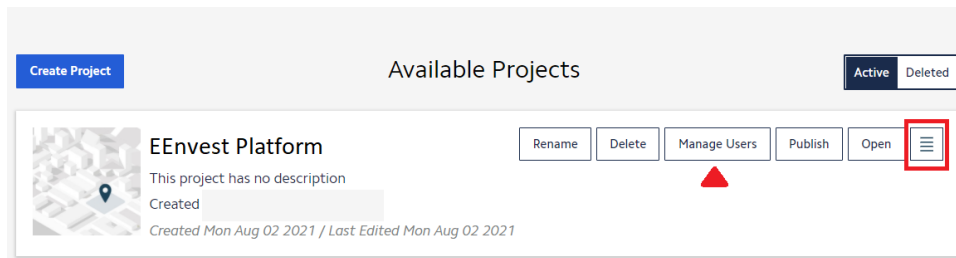 Create Project
Available Projects
Active Deleted
EEnvest Platform
Rename Delete Manage Users Publish Open
This project has no description
Created
Created Mon Aug 02 2021 / Last Edited Mon Aug 02 2021